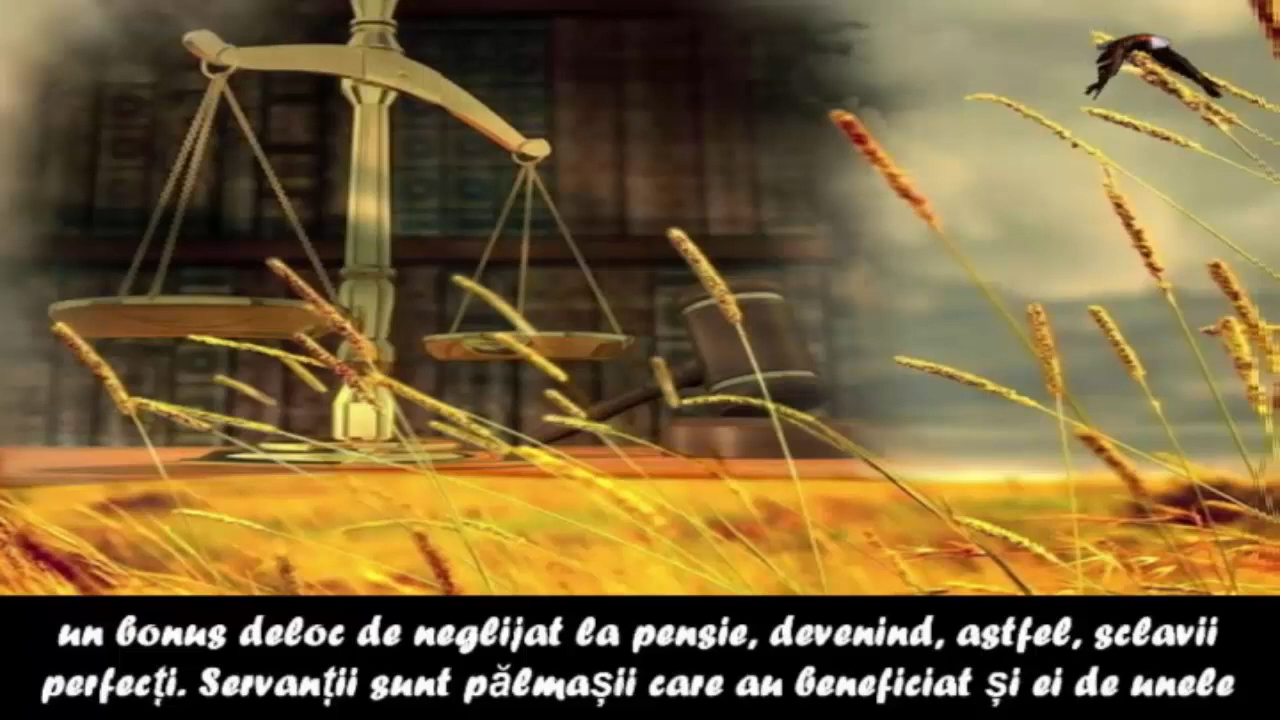 un bonus deloc de neglijat la pensie, devenind, astfel, sclavii
perfecți. Servanții sunt pălmașii care au beneficiat și ei de unele